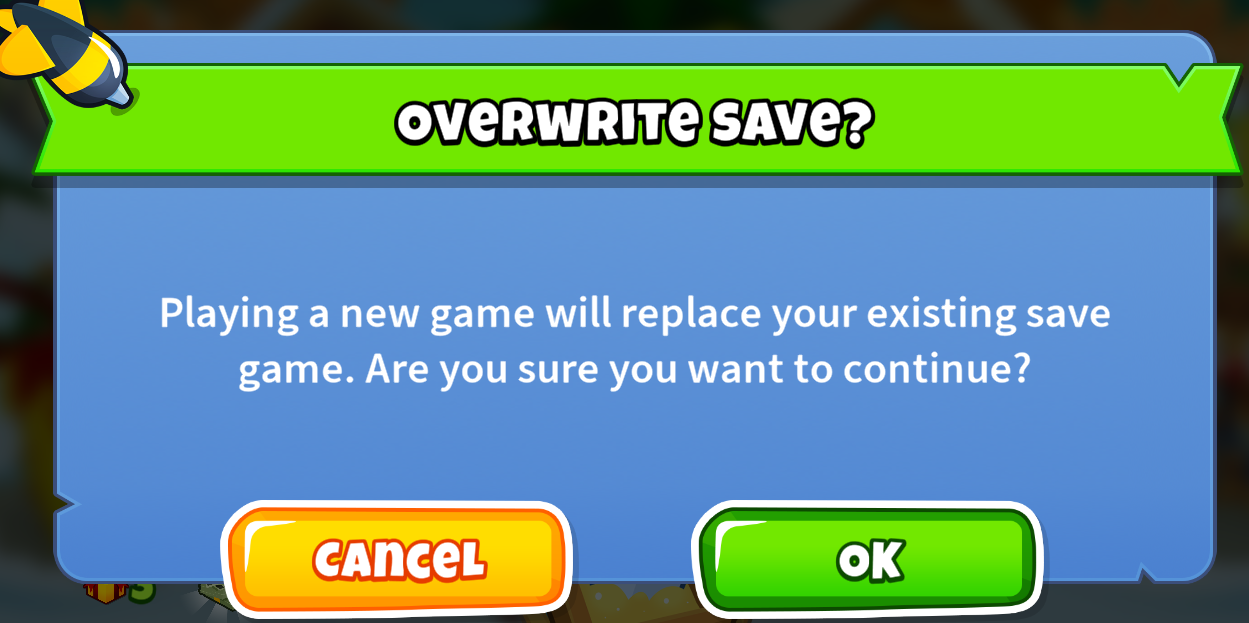 OVERWRITE SAVE?
Playing a new game will replace your existing save
game. Are you sure you want to continue?
CANCEL
OK